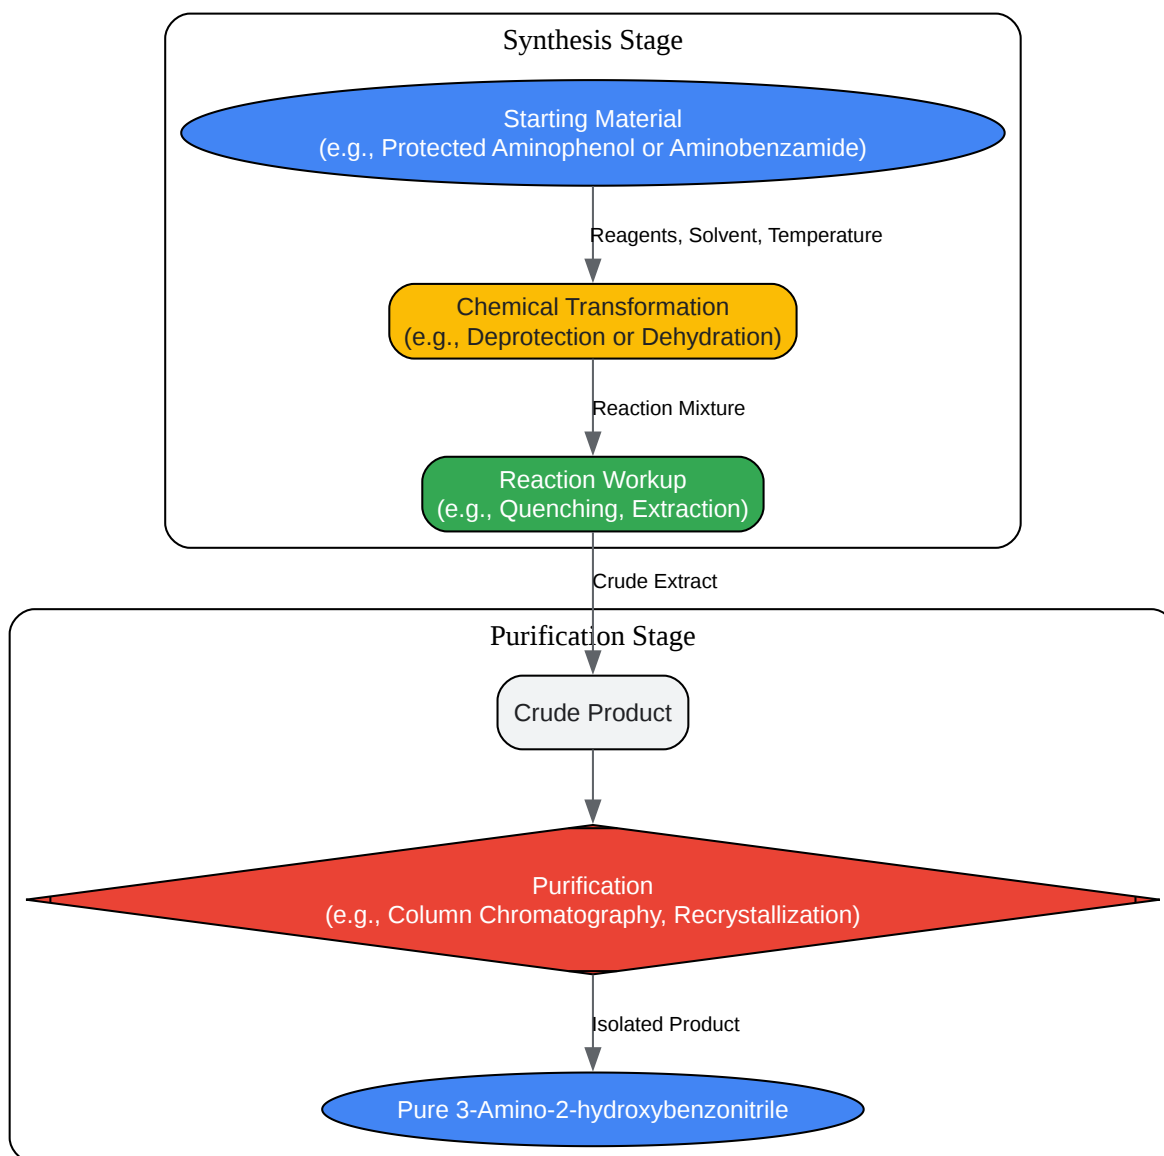 Synthesis Stage
Starting Material
(e.g., Protected Aminophenol or Aminobenzamide)
Reagents, Solvent, Temperature
Chemical Transformation
(e.g., Deprotection or Dehydration)
Reaction Mixture
Reaction Workup
(e.g., Quenching, Extraction)
Crude Extract
Purification Stage
Crude Product
Purification
(e.g., Column Chromatography, Recrystallization)
Isolated Product
Pure 3-Amino-2-hydroxybenzonitrile